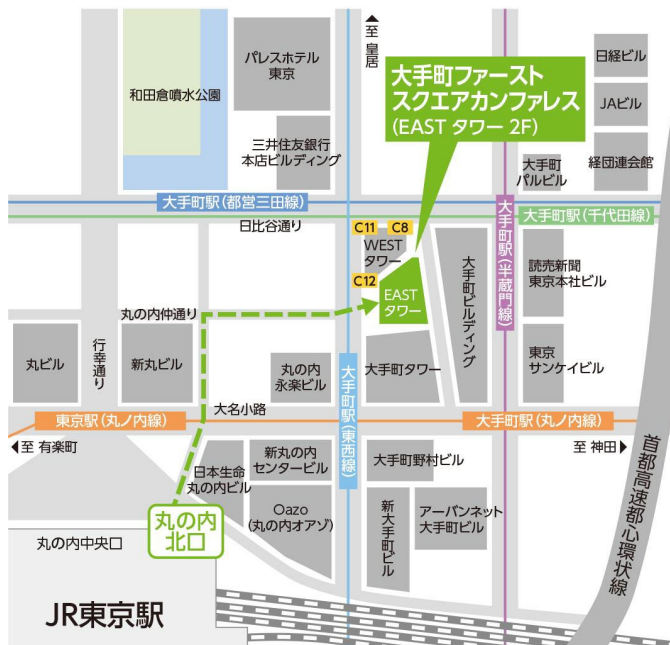 至 皇居
日経ビル
パレスホテル
東京
大手町ファースト
スクエアカンファレス
(EAST タワー 2F)
和田倉噴水公園
JAビル
三井住友銀行
本店ビルディング
大手町
パルビル
経団連会館
大手町駅(都営三田線)
大手町駅(千代田線)
日比谷通り
C11
C8
WEST
タワー
大手町駅(半蔵門線)
読売新聞
東京本社ビル
C12
EAST
タワー
大手町ビルディング
丸の内仲通り
丸ビル
行幸通り
新丸ビル
丸の内
永楽ビル
大手町駅(東西線)
大手町タワー
東京
サンケイビル
大名小路
東京駅(丸ノ内線)
大手町駅(丸ノ内線)
至 有楽町
至 神田
日本生命
丸の内ビル
新丸の内
センタービル
大手町野村ビル
首都高速都心環状線
丸の内
北口
Oazo
(丸の内オアゾ)
新大手町ビル
アーバンネット
大手町ビル
丸の内中央口
JR東京駅